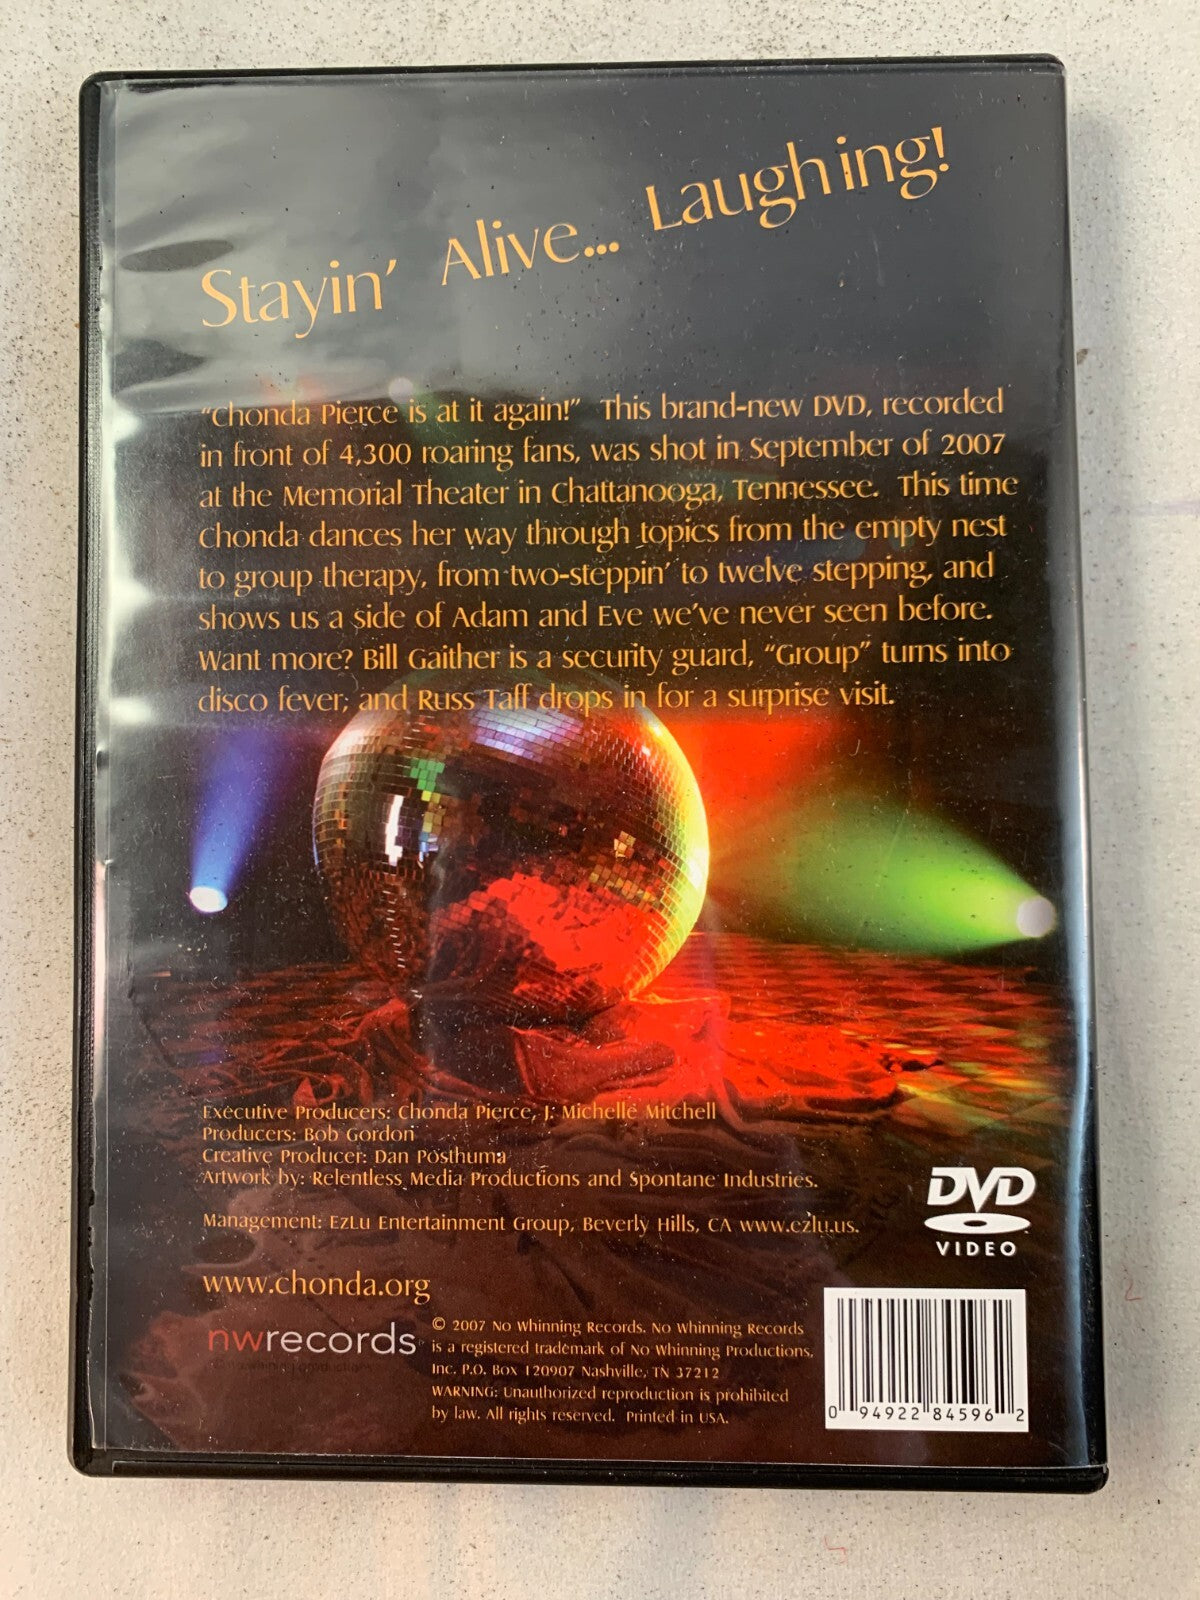 Stayin' Alive... Laughing!
"Chonda Pierce is at it again!" This brand-new DVD, recorded
in front of 4,300 roaring fans, was shot in September of 2007
at the Memorial Theater in Chattanooga, Tennessee. This time
Chonda dances her way through topics from the empty nest
to group therapy, from two-steppin' to twelve stepping, and
shows us a side of Adam and Eve we've never seen before.
Want more? Bill Gaither is a security guard, "Group" turns into
disco fever; and Russ Taff drops in for a surprise visit.
Executive Producers: Chonda Pierce, J. Michelle Mitchell
Producers: Bob Gordon
Creative Producer: Dan Posthuma
Artwork by: Relentless Media Productions and Spontane Industries.
Management: EzLu Entertainment Group, Beverly Hills, CA www.ezlu.us.
DVD
VIDEO
www.chonda.org
nwrecords
no whinning productions
© 2007 No Whinning Records. No Whinning Records
is a registered trademark of No Whinning Productions,
Inc. P.O. Box 120907 Nashville, TN 37212
WARNING: Unauthorized reproduction is prohibited
by law. All rights reserved. Printed in USA.
0 94922 84596 2